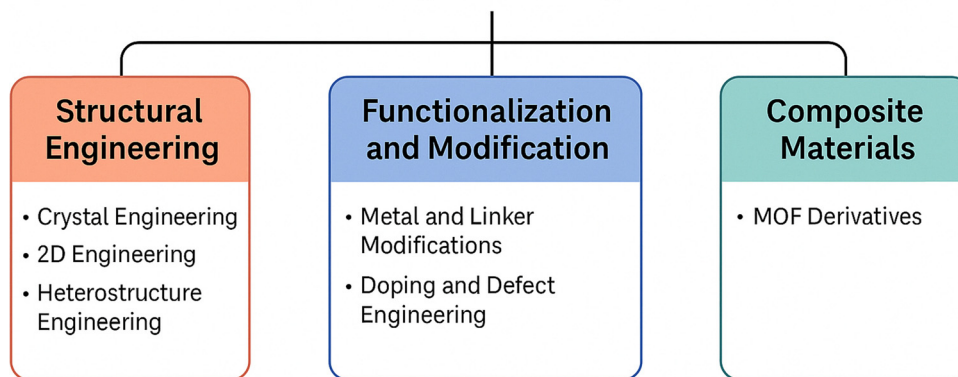 Structural
Engineering
• Crystal Engineering
• 2D Engineering
• Heterostructure
Engineering
Functionalization
and Modification
• Metal and Linker
Modifications
• Doping and Defect
Engineering
Composite
Materials
• MOF Derivatives